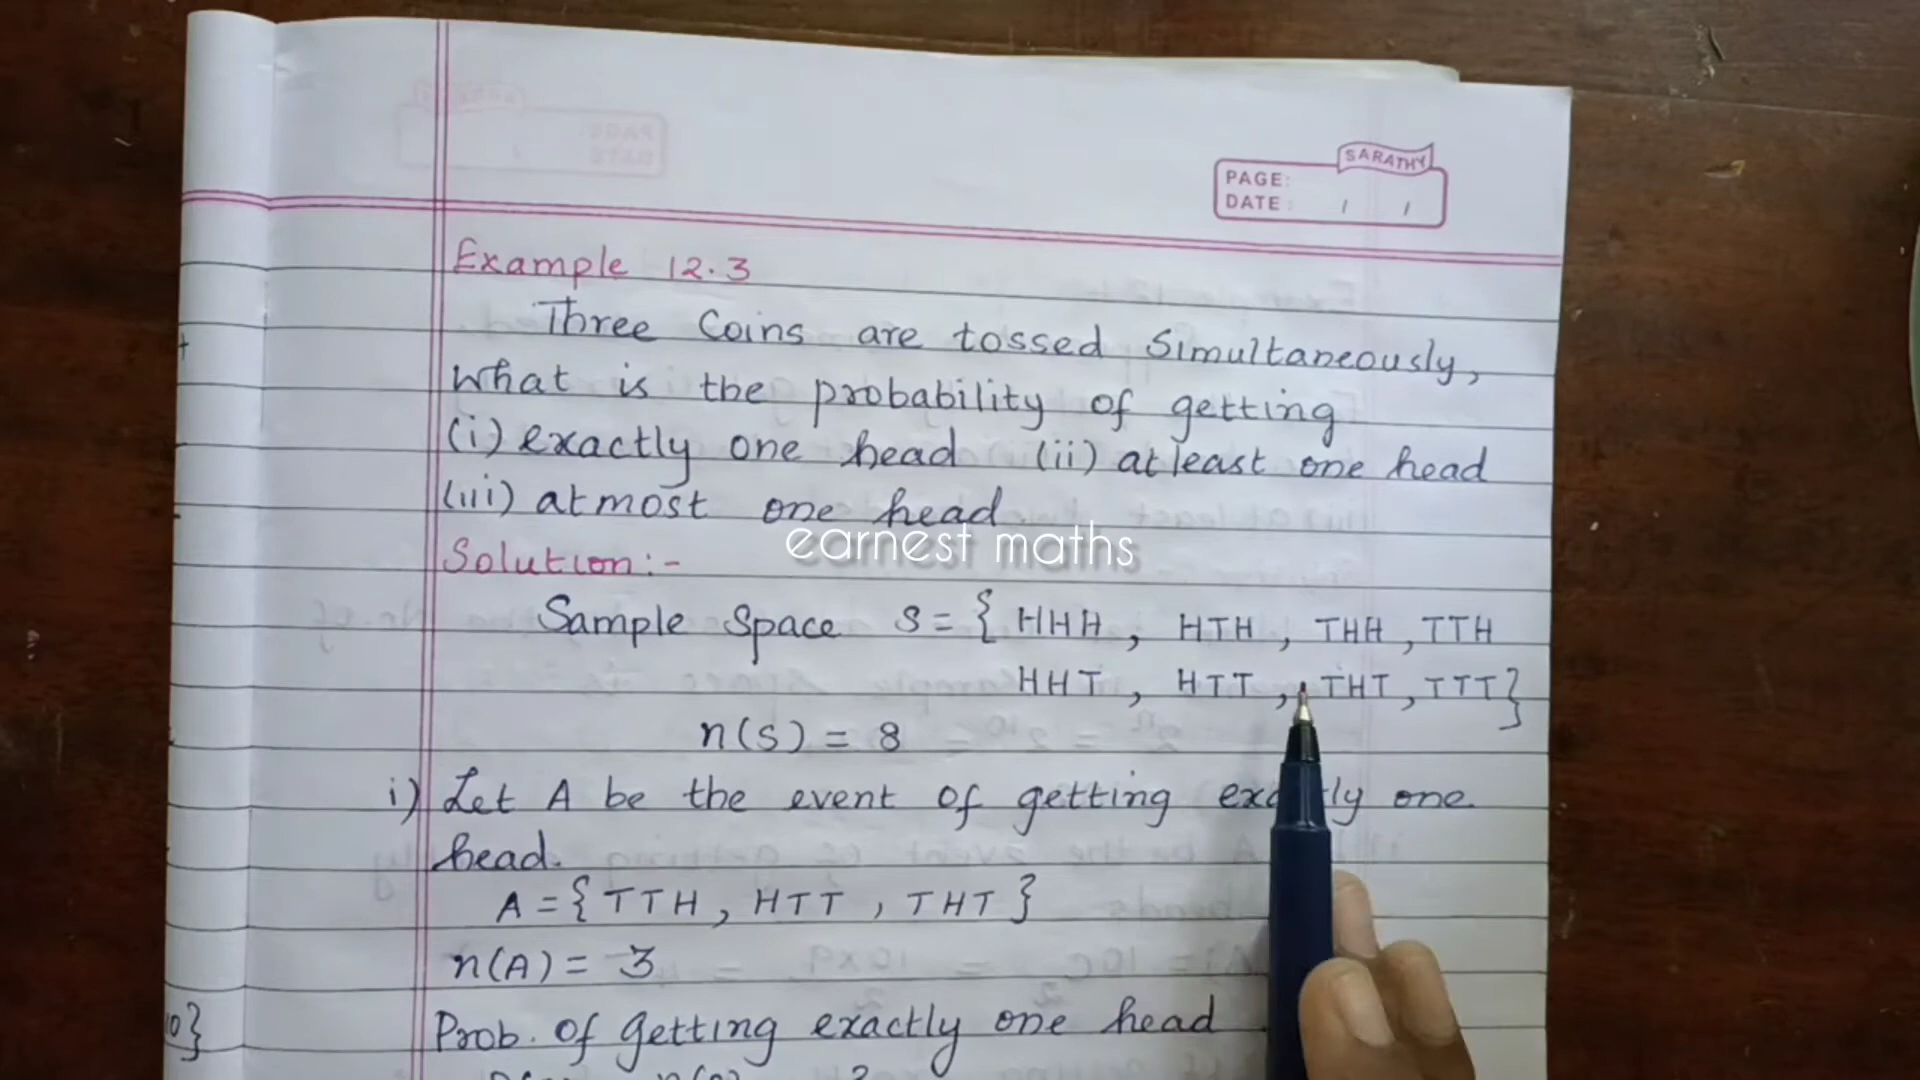 SARATHY
PAGE:
DATE: / /
Example 12.3
Three Coins are tossed Simultaneously,
What is the probability of getting
(i) exactly one head (ii) atleast one head
(iii) atmost one head
earnest maths
Solution:-
Sample Space S = { HHH, HTH, THH, TTH
HHT, HTT, THT, TTT}
n(S) = 8
i) Let A be the event of getting one
head.
A = { TTH, HTT, THT }
n(A) = 3
10}
Prob. of getting exactly one head